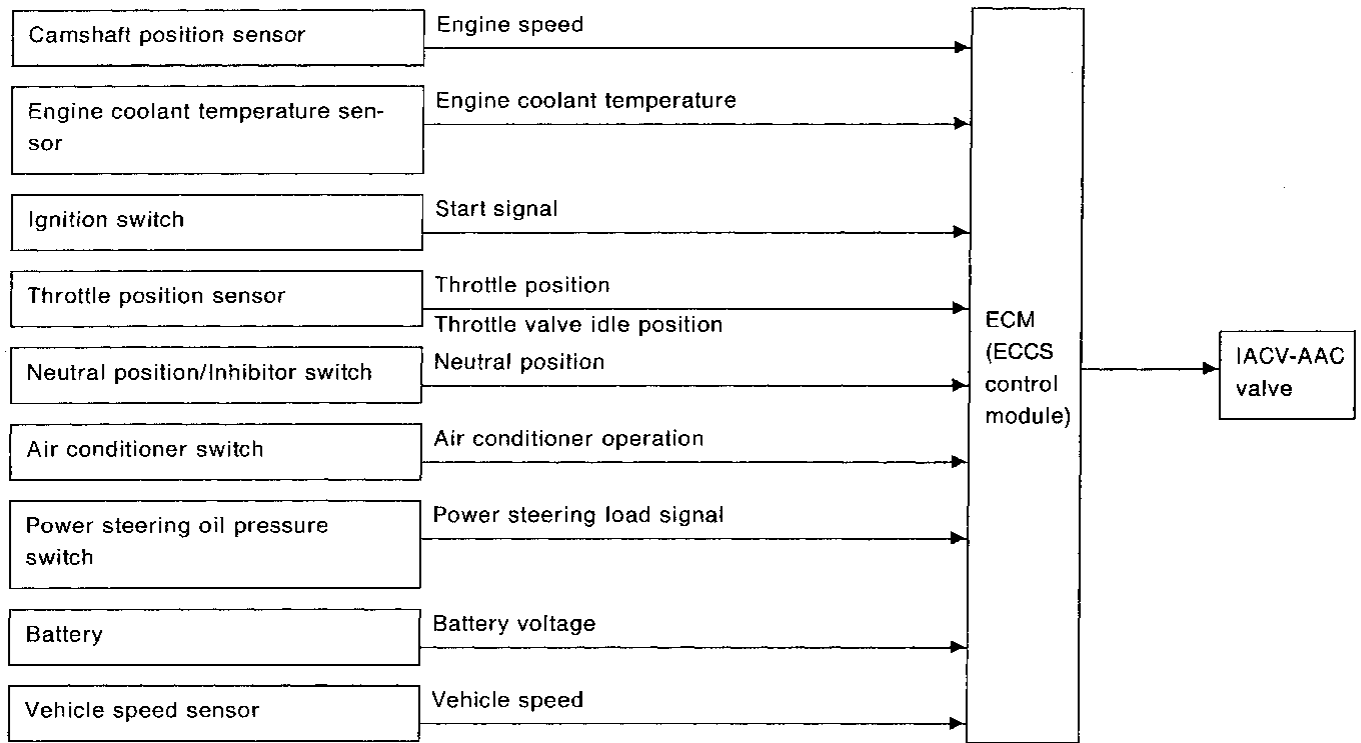 Camshaft position sensor
Engine speed
Engine coolant temperature sen-
sor
Engine coolant temperature
Ignition switch
Start signal
Throttle position sensor
Throttle position
Throttle valve idle position
Neutral position/Inhibitor switch
Neutral position
Air conditioner switch
Air conditioner operation
Power steering oil pressure
switch
Power steering load signal
Battery
Battery voltage
Vehicle speed sensor
Vehicle speed
ECM
(ECCS
control
module)
IACV-AAC
valve